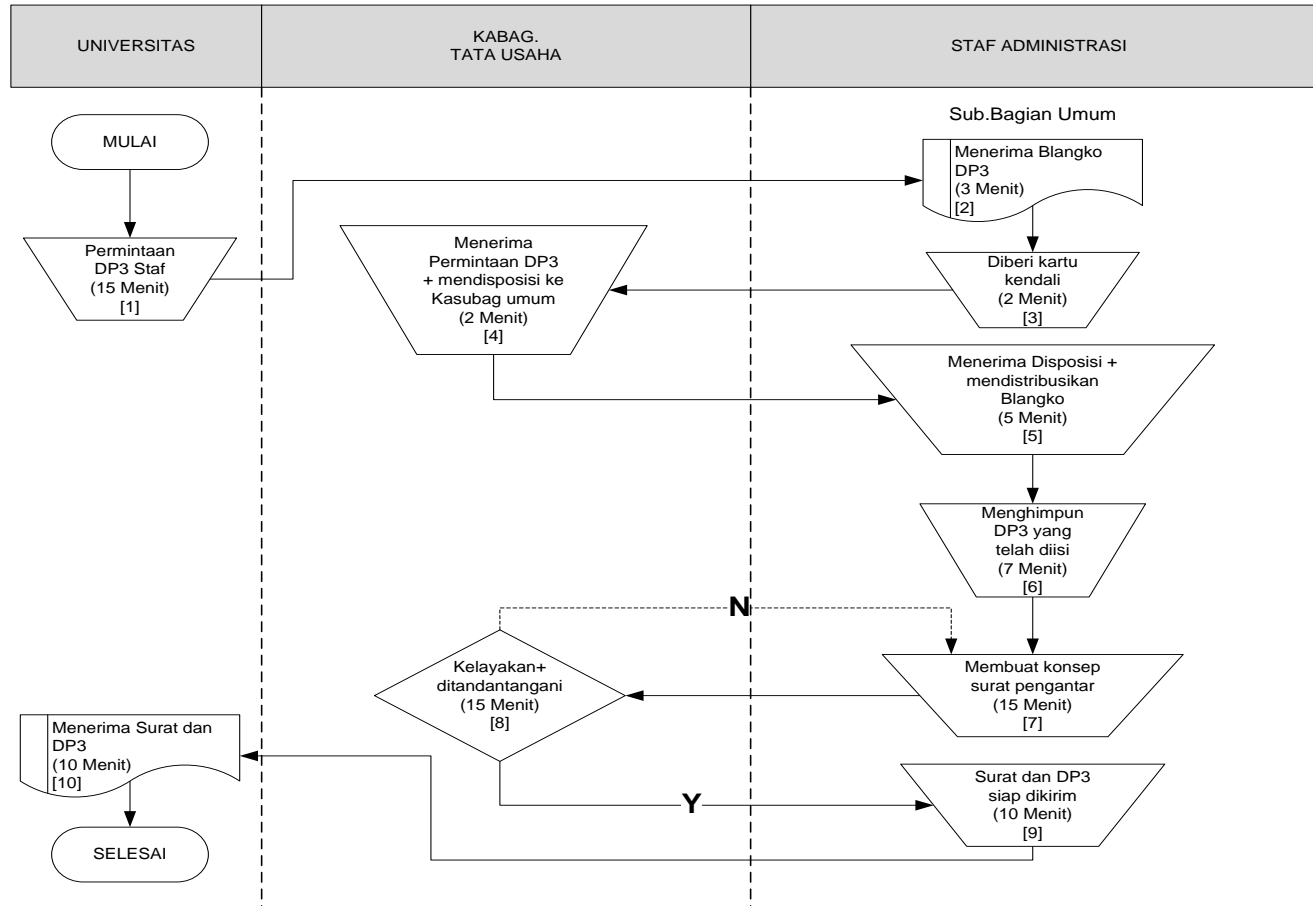 UNIVERSITAS
KABAG.
TATA USAHA
STAF ADMINISTRASI
Sub.Bagian Umum
MULAI
Permintaan
DP3 Staf
(15 Menit)
[1]
Menerima Blangko
DP3
(3 Menit)
[2]
Diberi kartu
kendali
(2 Menit)
[3]
Menerima
Permintaan DP3
+ mendisposisi ke
Kasubag umum
(2 Menit)
[4]
Menerima Disposisi +
mendistribusikan
Blangko
(5 Menit)
[5]
Menghimpun
DP3 yang
telah diisi
(7 Menit)
[6]
Membuat konsep
surat pengantar
(15 Menit)
[7]
Kelayakan+
ditandantangani
(15 Menit)
[8]
N
Y
Surat dan DP3
siap dikirim
(10 Menit)
[9]
Menerima Surat dan
DP3
(10 Menit)
[10]
SELESAI